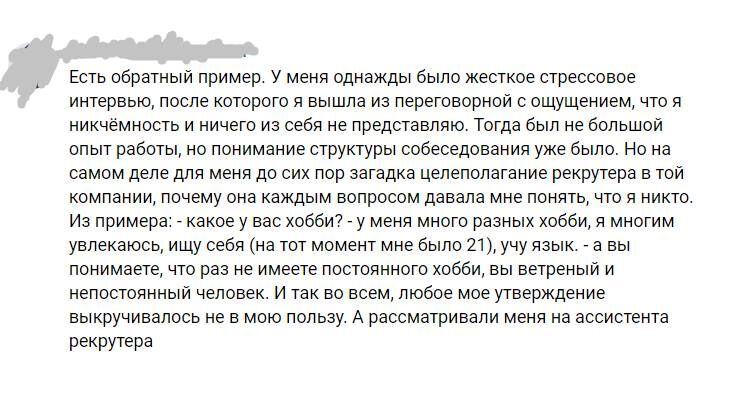 Есть обратный пример. У меня однажды было жесткое стрессовое
интервью, после которого я вышла из переговорной с ощущением, что я
никчёмность и ничего из себя не представляю. Тогда был не большой
опыт работы, но понимание структуры собеседования уже было. Но на
самом деле для меня до сих пор загадка целеполагание рекрутера в той
компании, почему она каждым вопросом давала мне понять, что я никто.
Из примера: - какое у вас хобби? - у меня много разных хобби, я многим
увлекаюсь, ищу себя (на тот момент мне было 21), учу язык. - а вы
понимаете, что раз не имеете постоянного хобби, вы ветреный и
непостоянный человек. И так во всем, любое мое утверждение
выкручивалось не в мою пользу. А рассматривали меня на ассистента
рекрутера